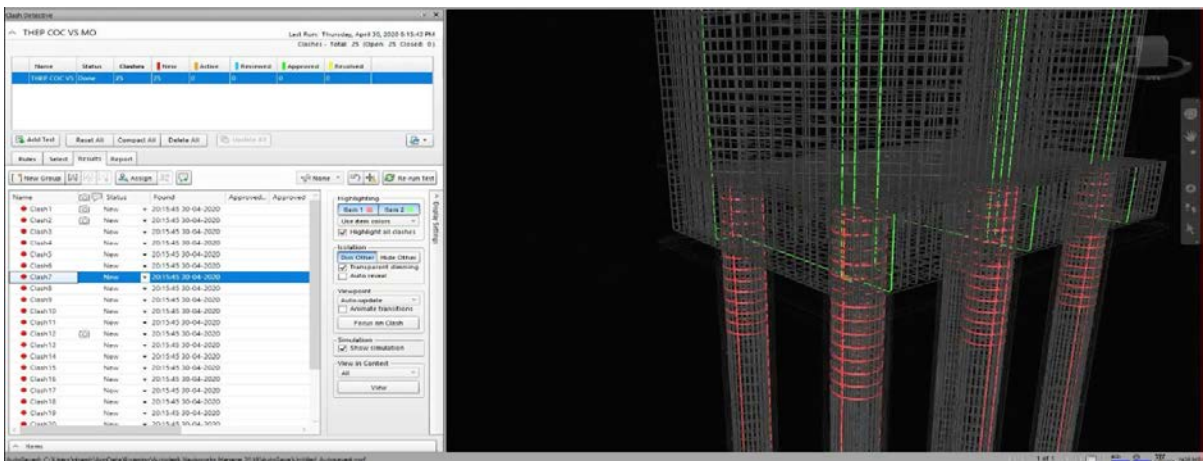 Clash Detective
THEP COC VS MO
Last Run: Thursday, April 30, 2020 8:15:43 PM
Clashes - Total: 25 (Open: 25 Closed: 0)
Name Status Clashes New Active Reviewed Approved Resolved
THEP COC VS Done 25 25 0 0 0 0
Add Test Reset All Compact All Delete All Update All
Rules Select Results Report
New Group Assign None Re-run Test
Name Status Found Approved... Approved
Clash1 New 20:15:45 30-04-2020
Clash2 New 20:15:45 30-04-2020
Clash3 New 20:15:45 30-04-2020
Clash4 New 20:15:45 30-04-2020
Clash5 New 20:15:45 30-04-2020
Clash6 New 20:15:45 30-04-2020
Clash7 New 20:15:45 30-04-2020
Clash8 New 20:15:45 30-04-2020
Clash9 New 20:15:45 30-04-2020
Clash10 New 20:15:45 30-04-2020
Clash11 New 20:15:45 30-04-2020
Clash12 New 20:15:45 30-04-2020
Clash13 New 20:15:45 30-04-2020
Clash14 New 20:15:45 30-04-2020
Clash15 New 20:15:45 30-04-2020
Clash16 New 20:15:45 30-04-2020
Clash17 New 20:15:45 30-04-2020
Clash18 New 20:15:45 30-04-2020
Clash19 New 20:15:45 30-04-2020
Clash20 New 20:15:45 30-04-2020
Highlighting
Item 1 Item 2
Use item colors
Highlight all clashes
Isolation
Dim Other Hide Other
Transparent dimming
Auto reveal
Viewpoint
Auto-update
Animate transitions
Focus on Clash
Simulation
Show simulation
View in Context
All
View
Display Settings
Items
1 of 1